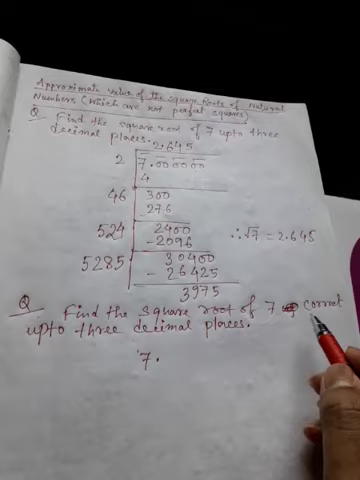 Approximate value of the square Roots of Natural
Numbers (Which are not perfect squares)
Q Find the square root of 7 upto three
decimal places.
2.645
2 7.00 00 00
4
46 300
-276
524 2400
-2096
∴√7 = 2.645
5285 30400
- 26425
3975
Q Find the square root of 7 correct
upto three decimal places.
7.